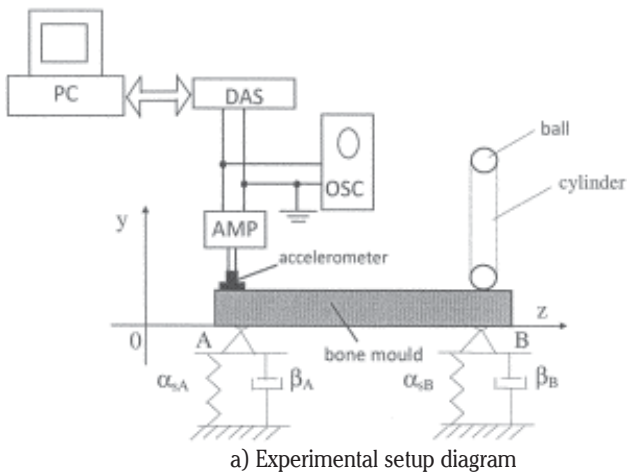 PC
DAS
OSC
ball
cylinder
AMP
accelerometer
y
z
0
A
B
bone mould
αsA
βA
αsB
βB
a) Experimental setup diagram